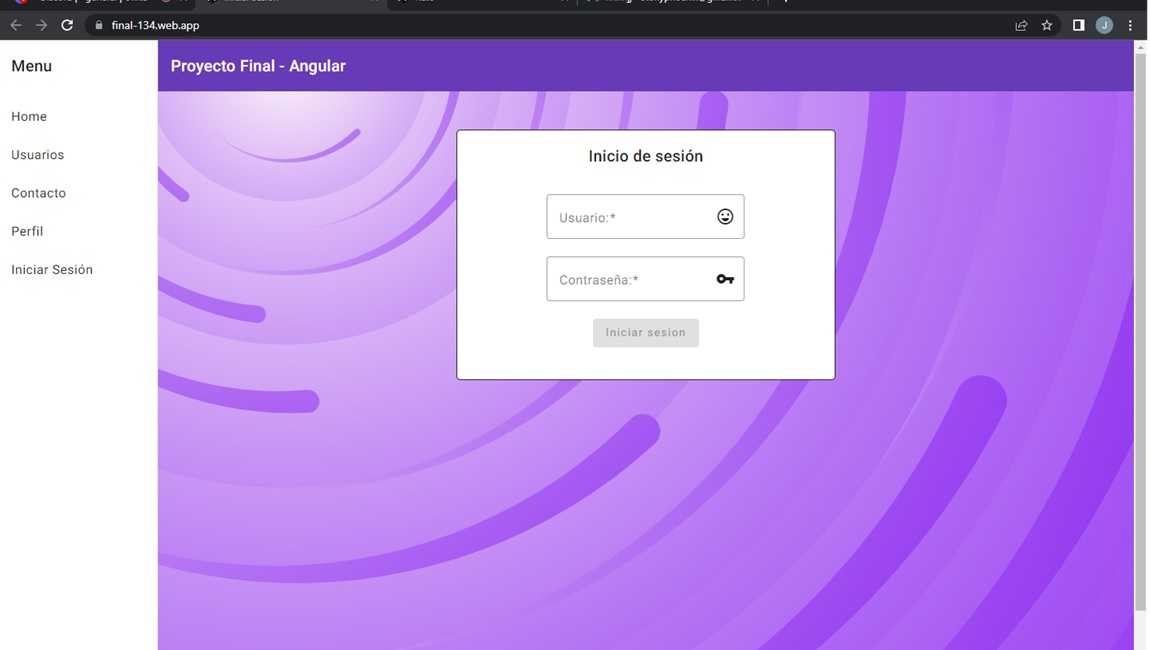 final-134.web.app
J
Menu
Proyecto Final - Angular
Home
Usuarios
Contacto
Perfil
Iniciar Sesión
Inicio de sesión
Usuario:*
Contraseña:*
Iniciar sesion